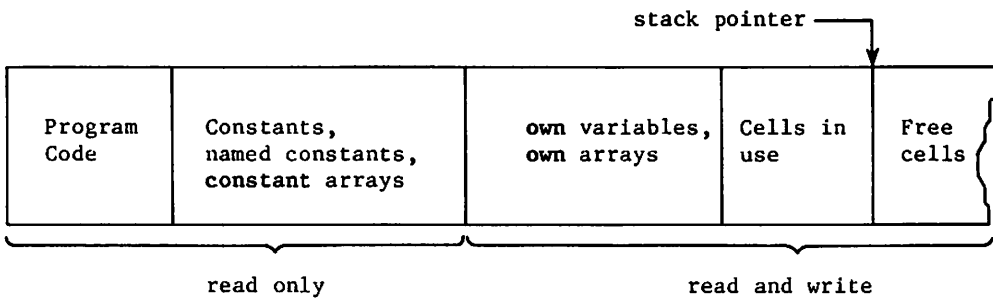 stack pointer
Program
Code
Constants,
named constants,
constant arrays
own variables,
own arrays
Cells in
use
Free
cells
read only
read and write